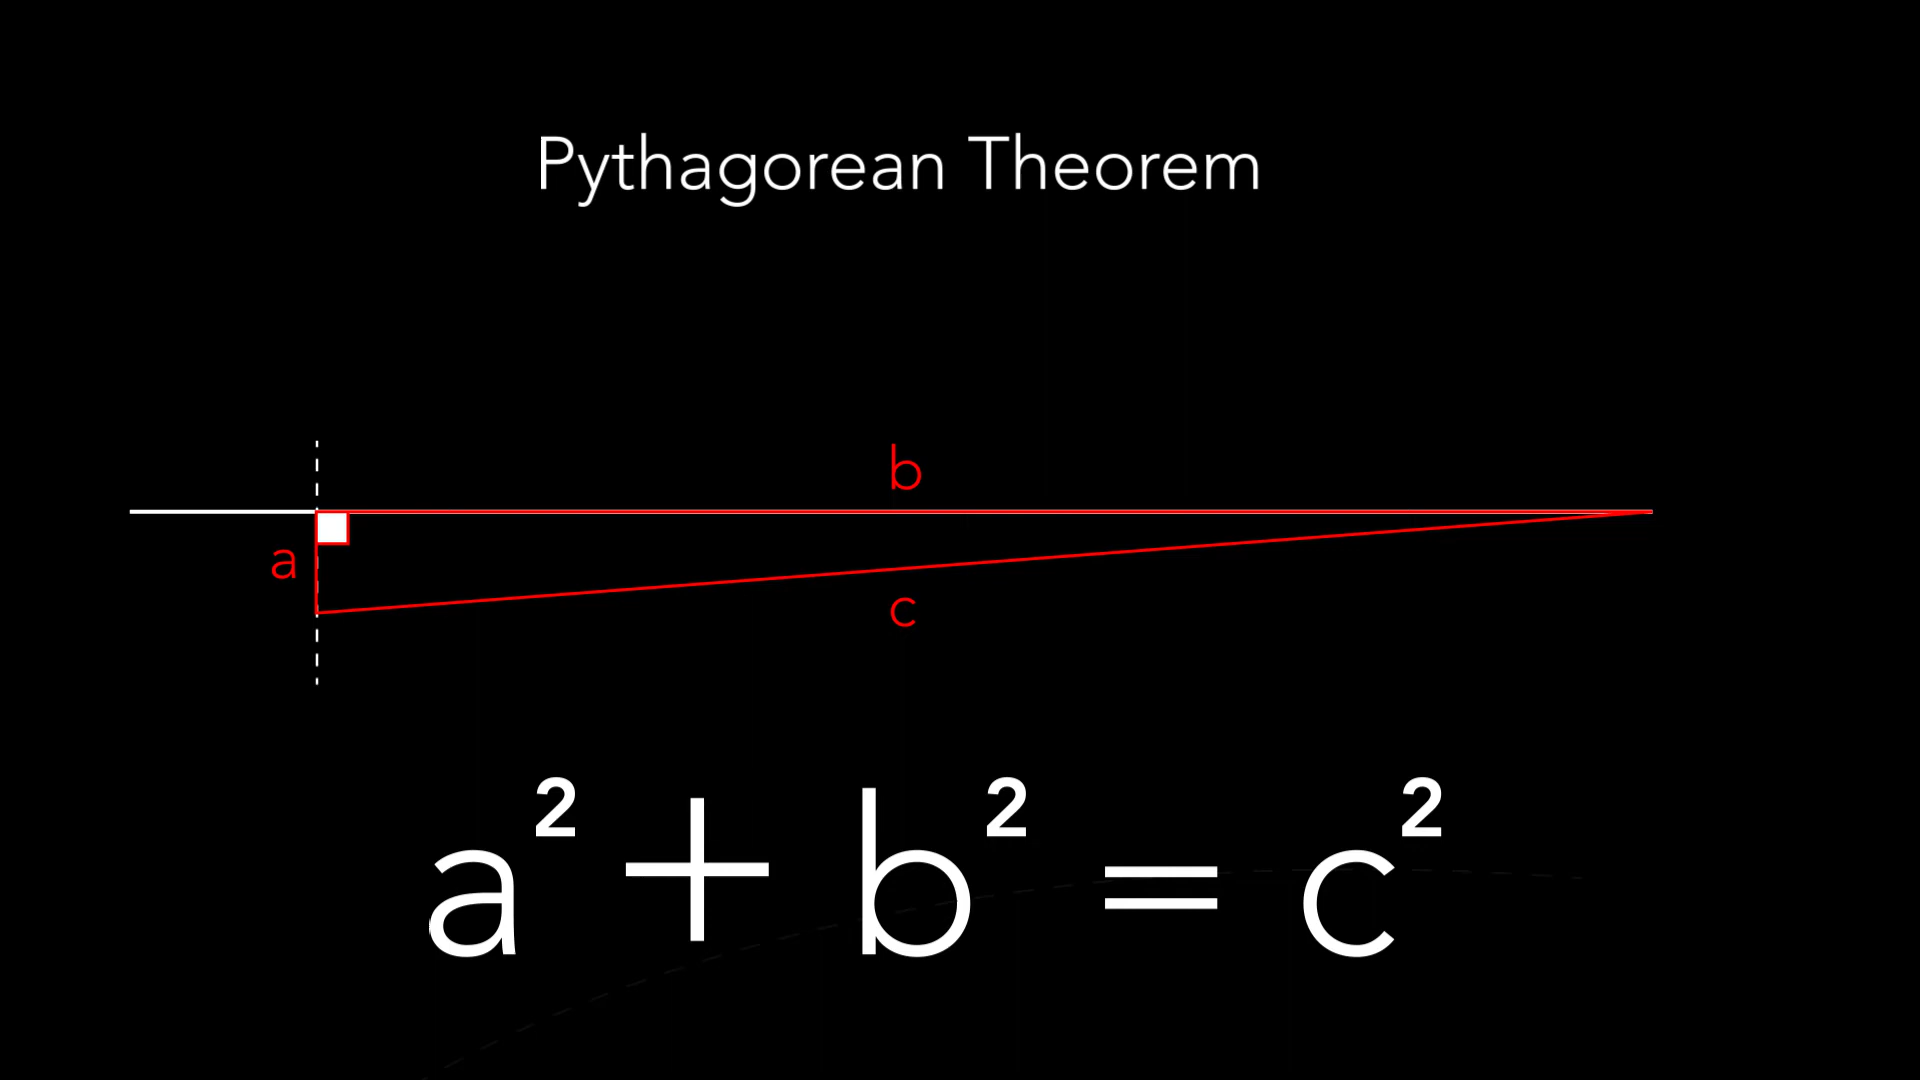 Pythagorean Theorem
b
a
c
a² + b² = c²